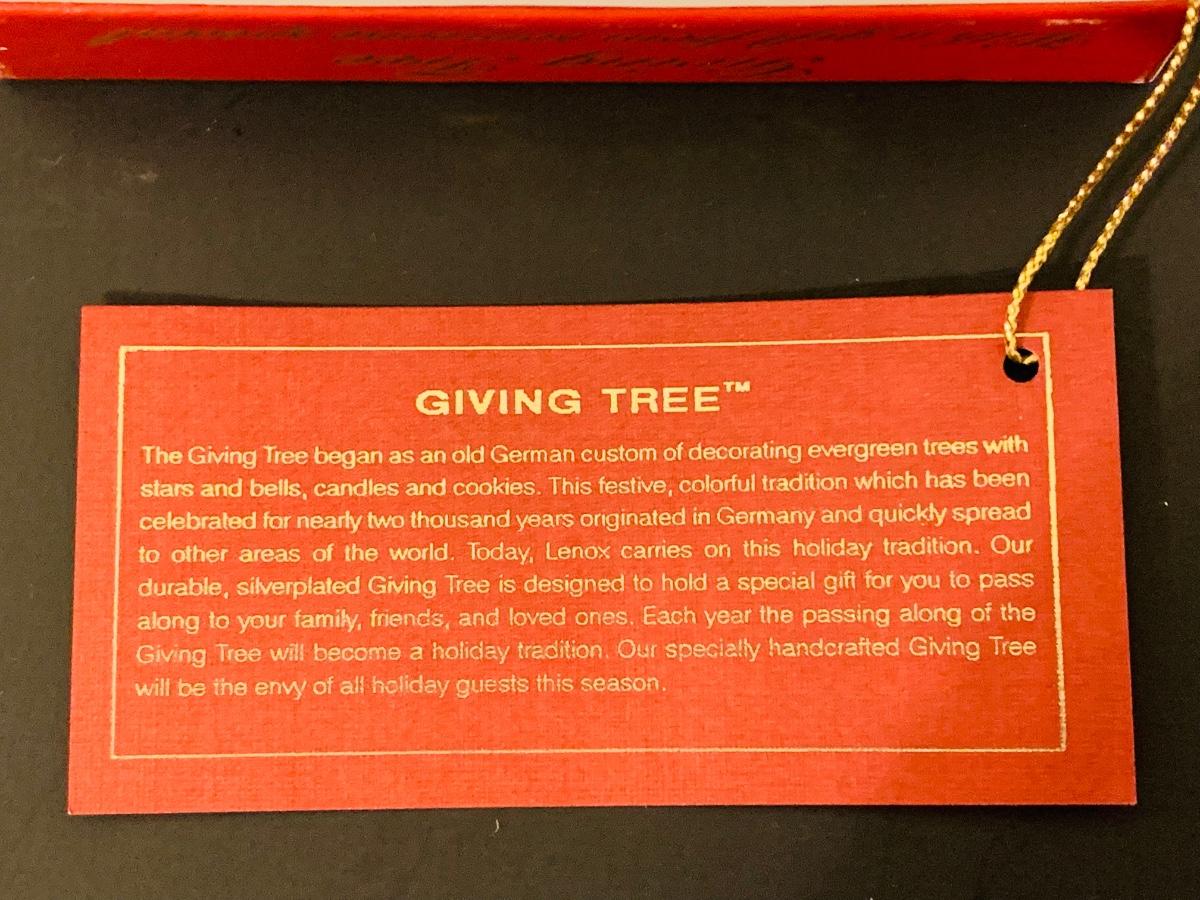 Giving Tree
GIVING TREE™
The Giving Tree began as an old German custom of decorating evergreen trees with
stars and bells, candles and cookies. This festive, colorful tradition which has been
celebrated for nearly two thousand years originated in Germany and quickly spread
to other areas of the world. Today, Lenox carries on this holiday tradition. Our
durable, silverplated Giving Tree is designed to hold a special gift for you to pass
along to your family, friends, and loved ones. Each year the passing along of the
Giving Tree will become a holiday tradition. Our specially handcrafted Giving Tree
will be the envy of all holiday guests this season.